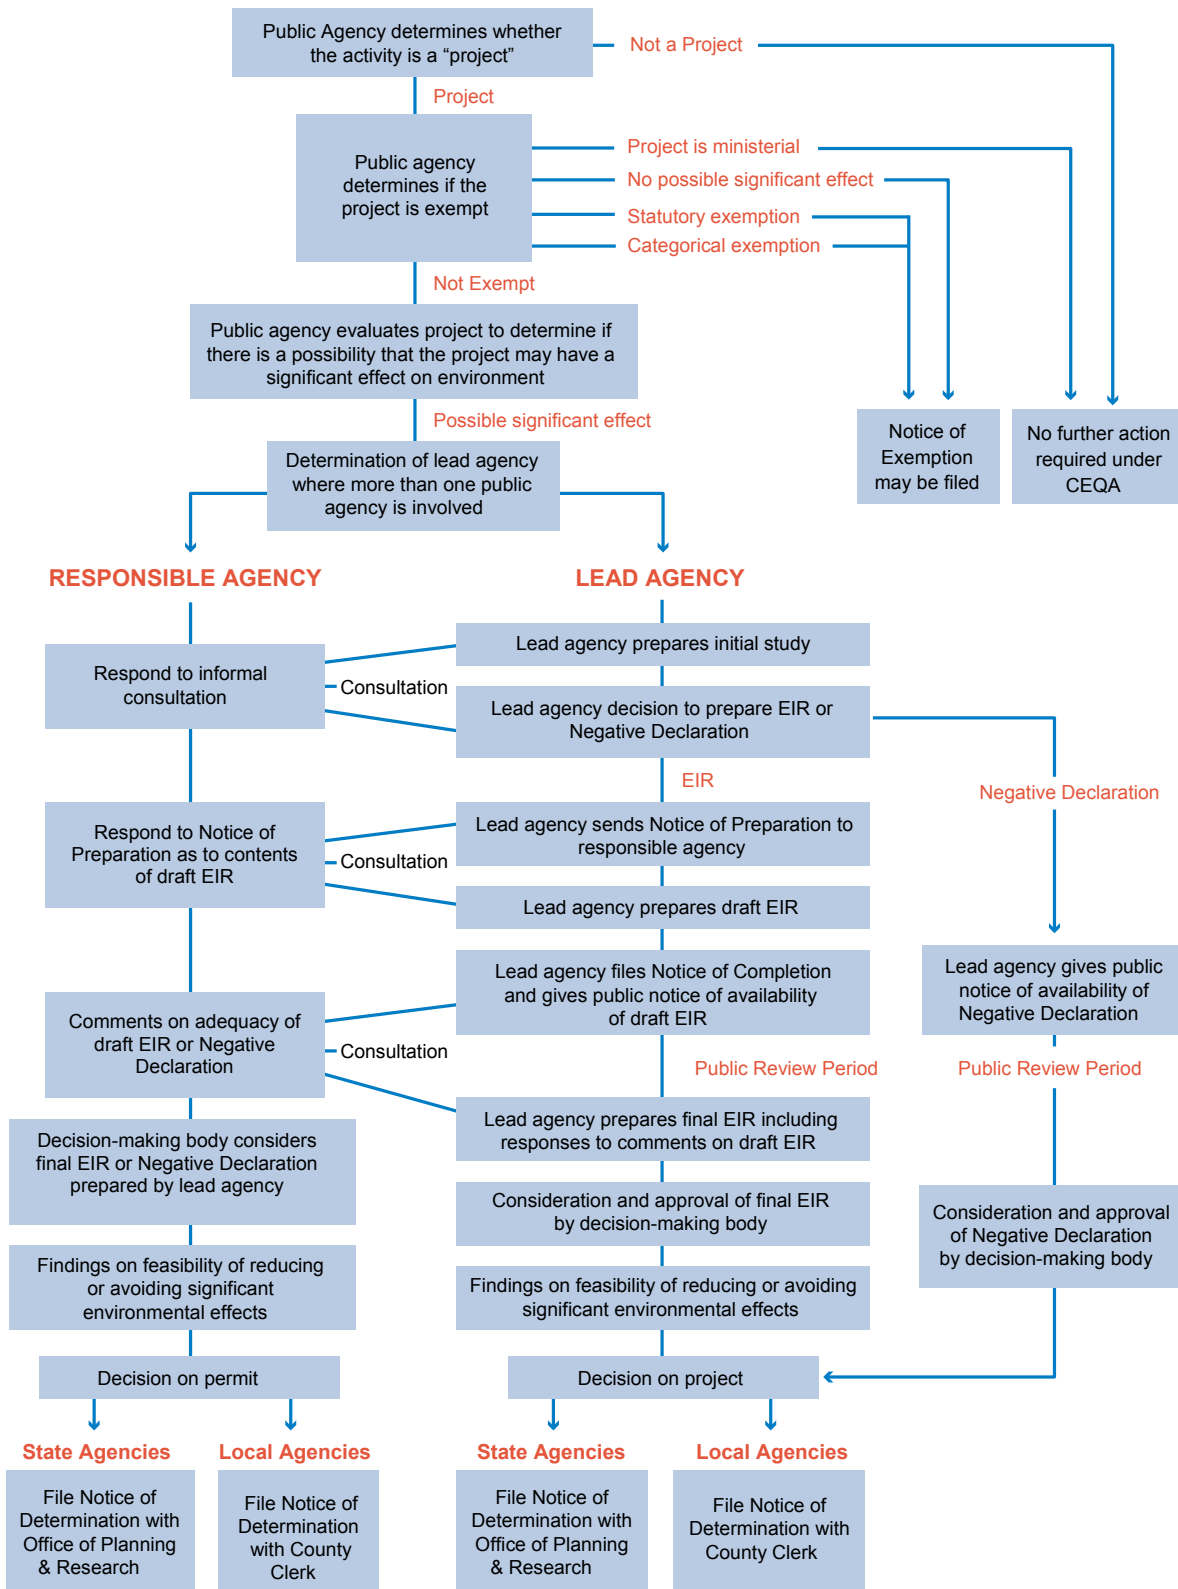 Public Agency determines whether
the activity is a “project”
Not a Project
Project
Public agency
determines if the
project is exempt
Project is ministerial
No possible significant effect
Statutory exemption
Categorical exemption
Not Exempt
Public agency evaluates project to determine if
there is a possibility that the project may have a
significant effect on environment
Possible significant effect
Notice of
Exemption
may be filed
No further action
required under
CEQA
Determination of lead agency
where more than one public
agency is involved
RESPONSIBLE AGENCY
LEAD AGENCY
Respond to informal
consultation
Consultation
Lead agency prepares initial study
Lead agency decision to prepare EIR or
Negative Declaration
EIR
Negative Declaration
Respond to Notice of
Preparation as to contents
of draft EIR
Consultation
Lead agency sends Notice of Preparation to
responsible agency
Lead agency prepares draft EIR
Lead agency files Notice of Completion
and gives public notice of availability
of draft EIR
Lead agency gives public
notice of availability of
Negative Declaration
Comments on adequacy of
draft EIR or Negative
Declaration
Consultation
Public Review Period
Public Review Period
Lead agency prepares final EIR including
responses to comments on draft EIR
Decision-making body considers
final EIR or Negative Declaration
prepared by lead agency
Consideration and approval of final EIR
by decision-making body
Consideration and approval
of Negative Declaration
by decision-making body
Findings on feasibility of reducing
or avoiding significant
environmental effects
Findings on feasibility of reducing or avoiding
significant environmental effects
Decision on permit
Decision on project
State Agencies
Local Agencies
State Agencies
Local Agencies
File Notice of
Determination with
Office of Planning
& Research
File Notice of
Determination
with County
Clerk
File Notice of
Determination with
Office of Planning
& Research
File Notice of
Determination with
County Clerk